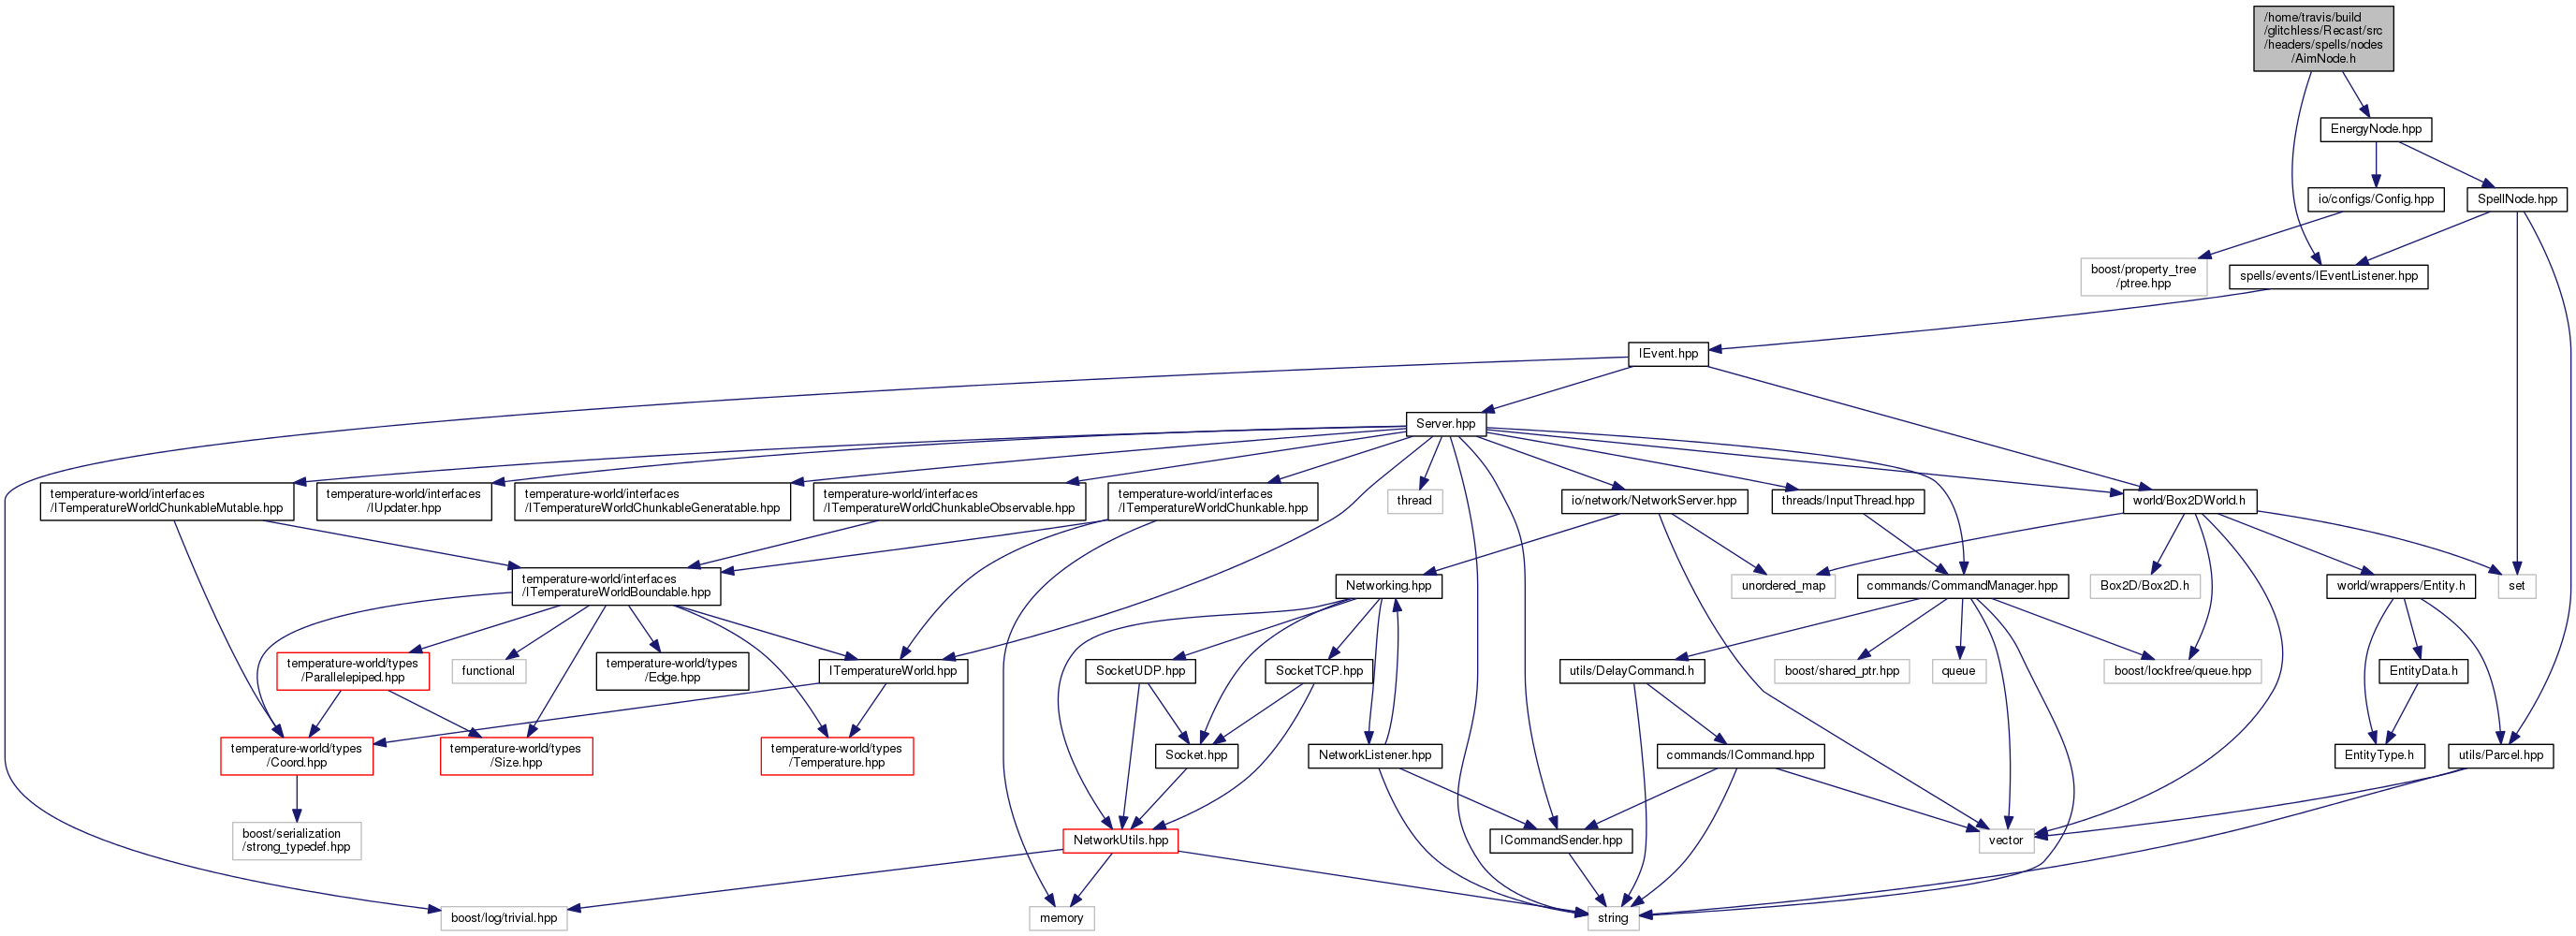 /home/travis/build
/glitchless/Recast/src
/headers/spells/nodes
/AimNode.h
EnergyNode.hpp
io/configs/Config.hpp
SpellNode.hpp
boost/property_tree
/ptree.hpp
spells/events/IEventListener.hpp
IEvent.hpp
Server.hpp
temperature-world/interfaces
/ITemperatureWorldChunkableMutable.hpp
temperature-world/interfaces
/IUpdater.hpp
temperature-world/interfaces
/ITemperatureWorldChunkableGeneratable.hpp
temperature-world/interfaces
/ITemperatureWorldChunkableObservable.hpp
temperature-world/interfaces
/ITemperatureWorldChunkable.hpp
thread
io/network/NetworkServer.hpp
threads/InputThread.hpp
world/Box2DWorld.h
temperature-world/interfaces
/ITemperatureWorldBoundable.hpp
Networking.hpp
unordered_map
commands/CommandManager.hpp
Box2D/Box2D.h
world/wrappers/Entity.h
set
temperature-world/types
/Parallelepiped.hpp
functional
temperature-world/types
/Edge.hpp
ITemperatureWorld.hpp
SocketUDP.hpp
SocketTCP.hpp
utils/DelayCommand.h
boost/shared_ptr.hpp
queue
boost/lockfree/queue.hpp
EntityData.h
temperature-world/types
/Coord.hpp
temperature-world/types
/Size.hpp
temperature-world/types
/Temperature.hpp
Socket.hpp
NetworkListener.hpp
commands/ICommand.hpp
EntityType.h
utils/Parcel.hpp
boost/serialization
/strong_typedef.hpp
NetworkUtils.hpp
ICommandSender.hpp
vector
boost/log/trivial.hpp
memory
string